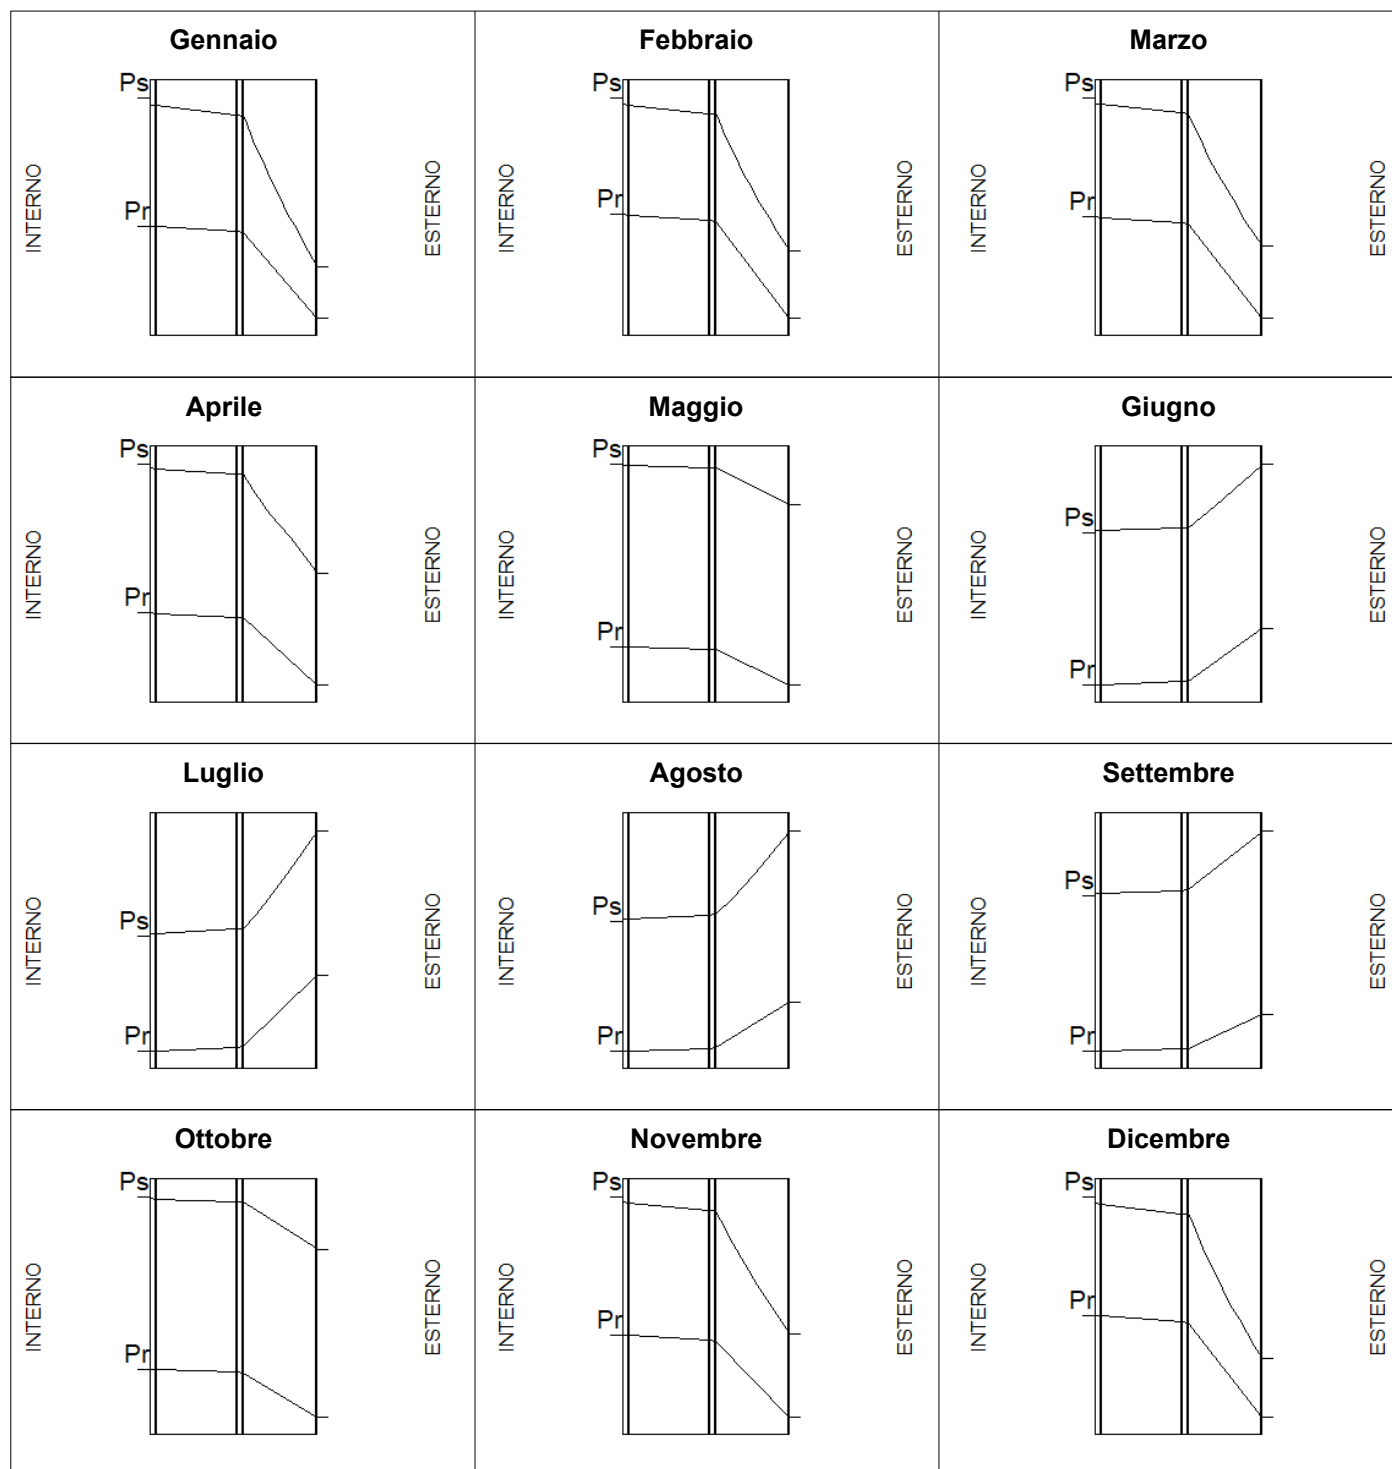 Gennaio
Febbraio
Marzo
Ps
Pr
INTERNO
ESTERNO
Ps
Pr
INTERNO
ESTERNO
Ps
Pr
INTERNO
ESTERNO
Aprile
Maggio
Giugno
Ps
Pr
INTERNO
ESTERNO
Ps
Pr
INTERNO
ESTERNO
Ps
Pr
INTERNO
ESTERNO
Luglio
Agosto
Settembre
Ps
Pr
INTERNO
ESTERNO
Ps
Pr
INTERNO
ESTERNO
Ps
Pr
INTERNO
ESTERNO
Ottobre
Novembre
Dicembre
Ps
Pr
INTERNO
ESTERNO
Ps
Pr
INTERNO
ESTERNO
Ps
Pr
INTERNO
ESTERNO